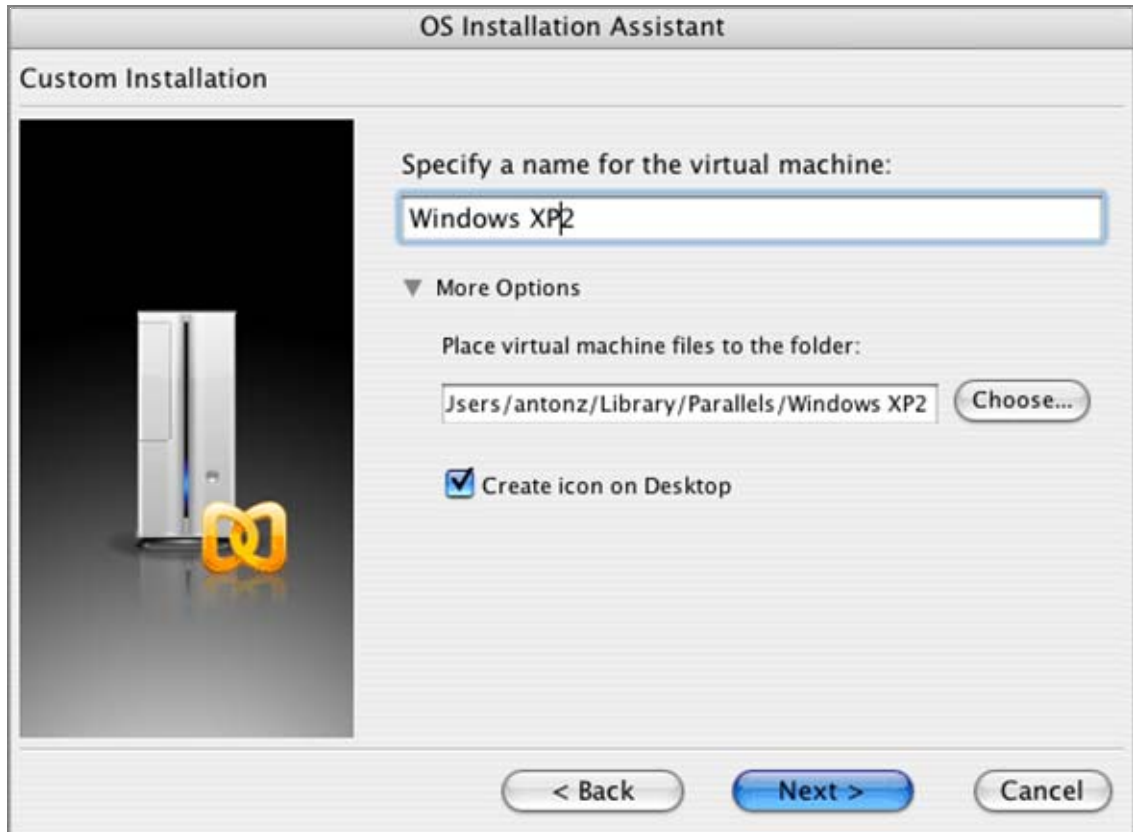 OS Installation Assistant
Custom Installation
Specify a name for the virtual machine:
Windows XP2
More Options
Place virtual machine files to the folder:
Jsers/antonz/Library/Parallels/Windows XP2
Choose...
Create icon on Desktop
< Back
Next >
Cancel